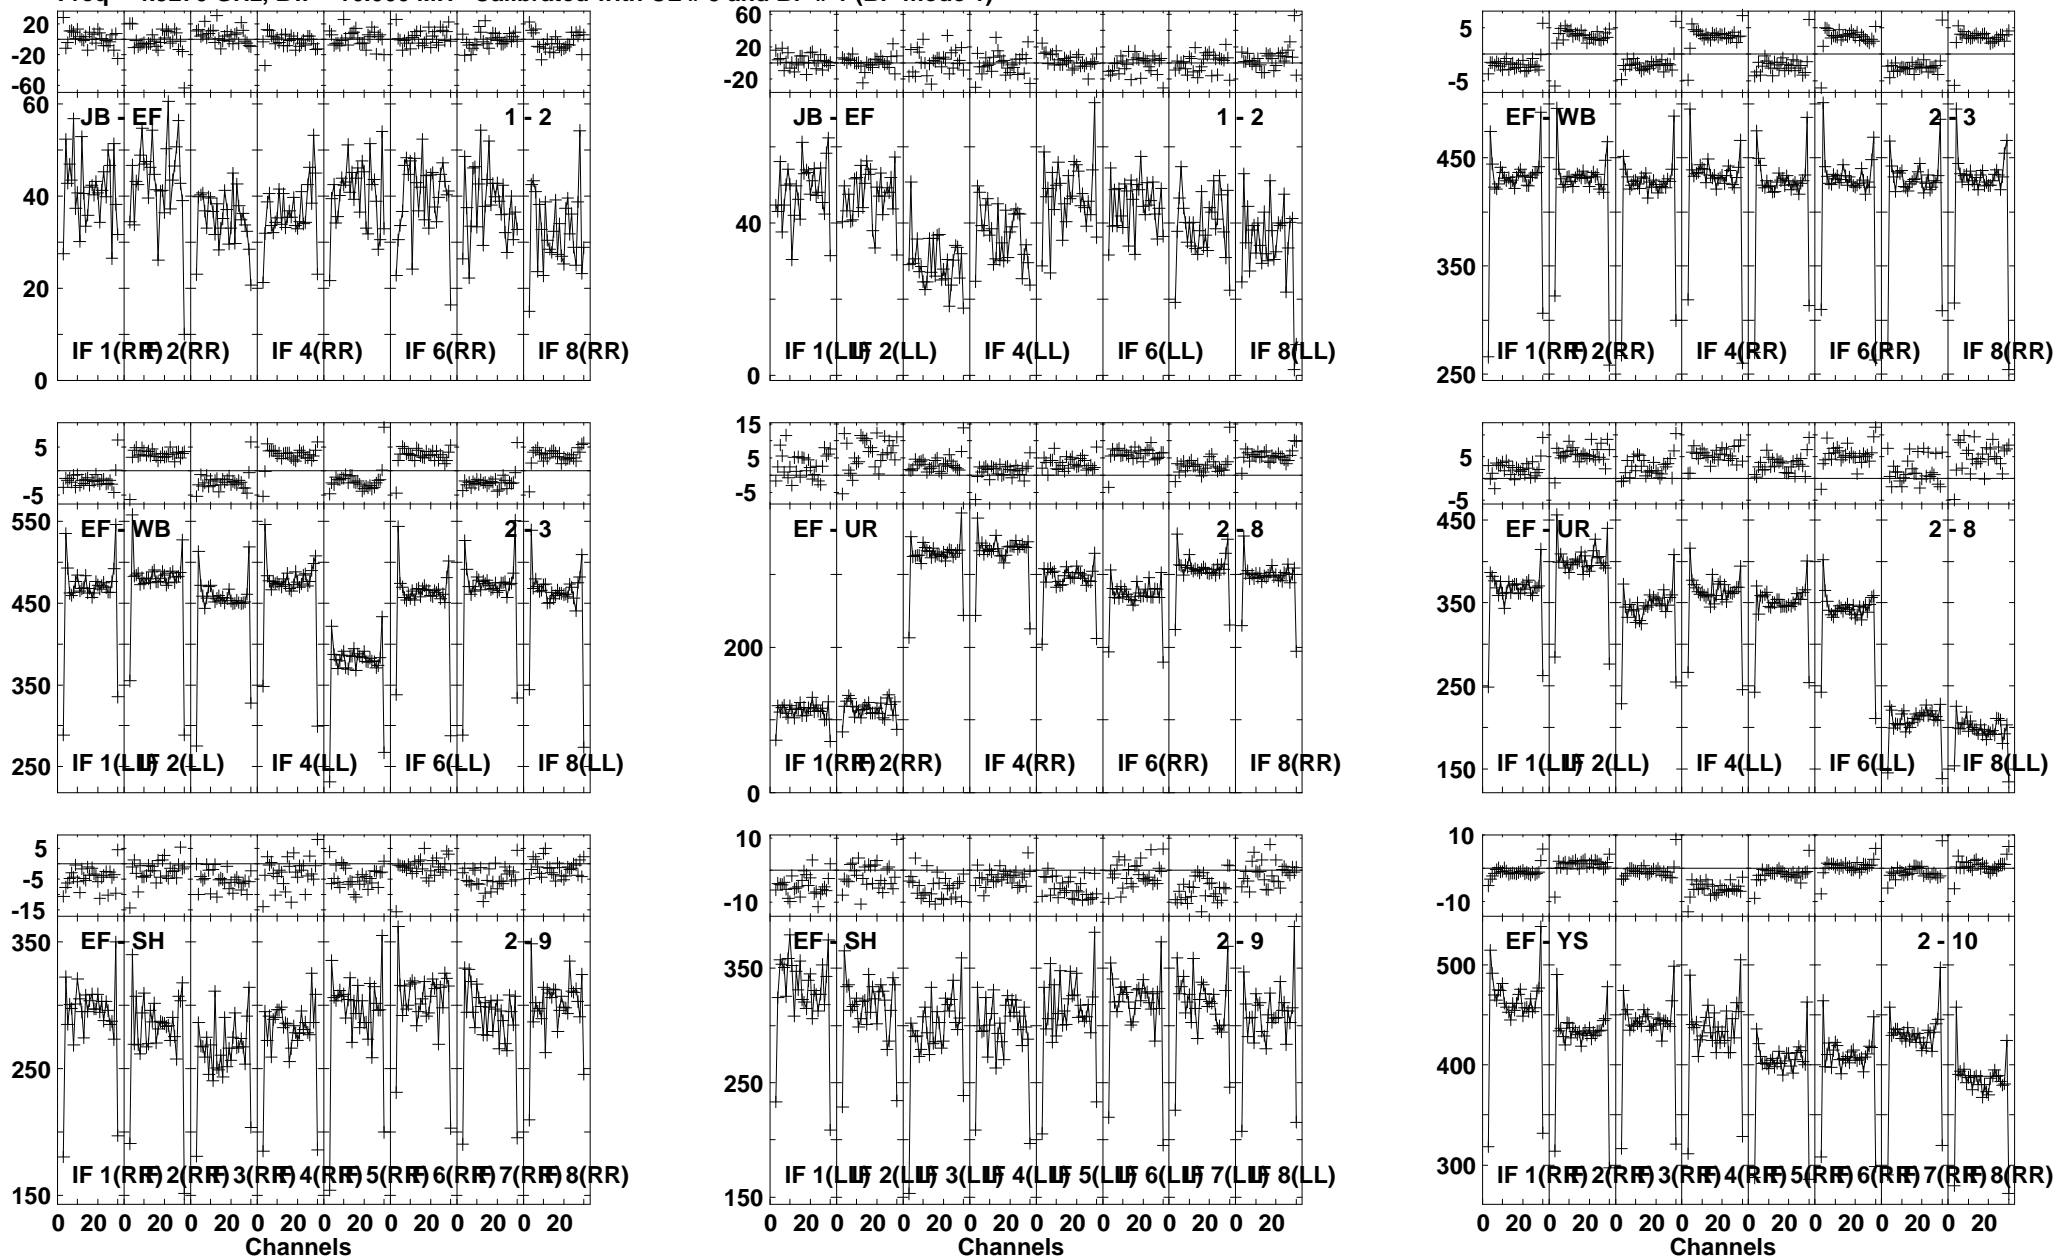 20
-20
-60
60
JB - EF
1 - 2
40
20
IF 1(RR) IF 2(RR) IF 4(RR) IF 6(RR) IF 8(RR)
0
60
20
-20
JB - EF
1 - 2
40
IF 1(LL) IF 2(LL) IF 4(LL) IF 6(LL) IF 8(LL)
0
5
-5
EF - WB
2 - 3
450
350
IF 1(RR) IF 2(RR) IF 4(RR) IF 6(RR) IF 8(RR)
250
5
-5
550
EF - WB
2 - 3
450
350
250
IF 1(LL) IF 2(LL) IF 4(LL) IF 6(LL) IF 8(LL)
15
5
-5
EF - UR
2 - 8
200
IF 1(RR) IF 2(RR) IF 4(RR) IF 6(RR) IF 8(RR)
0
5
-5
450
EF - UR
2 - 8
350
250
150
IF 1(LL) IF 2(LL) IF 4(LL) IF 6(LL) IF 8(LL)
5
-5
-15
350
EF - SH
2 - 9
250
IF 1(RR) IF 2(RR) IF 3(RR) IF 4(RR) IF 5(RR) IF 6(RR) IF 7(RR) IF 8(RR)
150
0 20 0 20 0 20 0 20 0 20 0 20 0 20 0 20
Channels
10
-10
EF - SH
2 - 9
350
250
IF 1(LL) IF 2(LL) IF 3(LL) IF 4(LL) IF 5(LL) IF 6(LL) IF 7(LL) IF 8(LL)
150
0 20 0 20 0 20 0 20 0 20 0 20 0 20 0 20
Channels
10
-10
EF - YS
2 - 10
500
400
300
IF 1(RR) IF 2(RR) IF 3(RR) IF 4(RR) IF 5(RR) IF 6(RR) IF 7(RR) IF 8(RR)
0 20 0 20 0 20 0 20 0 20 0 20 0 20 0 20
Channels